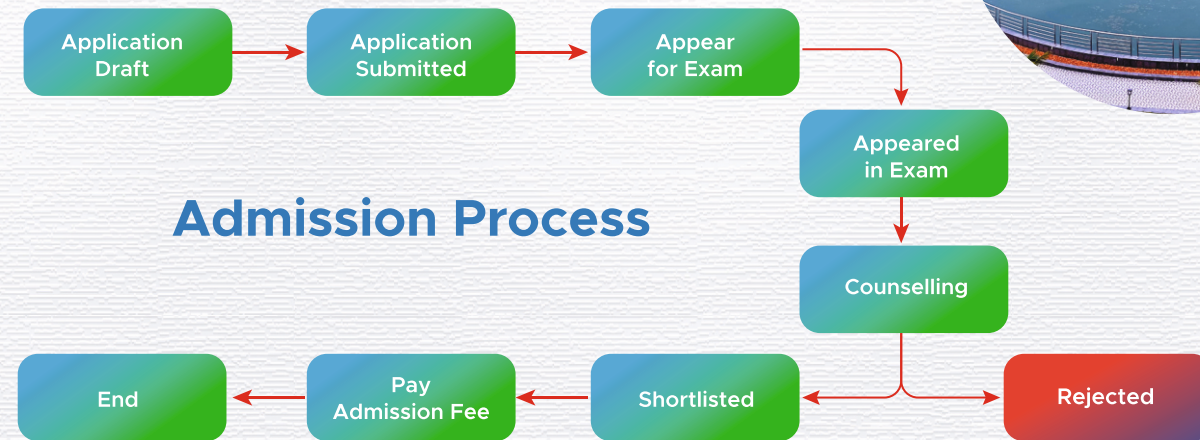 Application
Draft
Application
Submitted
Appear
for Exam
Appeared
in Exam
Admission Process
Counselling
End
Pay
Admission Fee
Shortlisted
Rejected